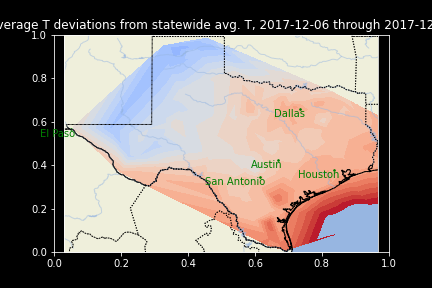 verage T deviations from statewide avg. T, 2017-12-06 through 2017-12
1.0
0.8
0.6
0.4
0.2
0.0
Dallas
El Paso
Austin
Houston
San Antonio
0.0 0.2 0.4 0.6 0.8 1.0